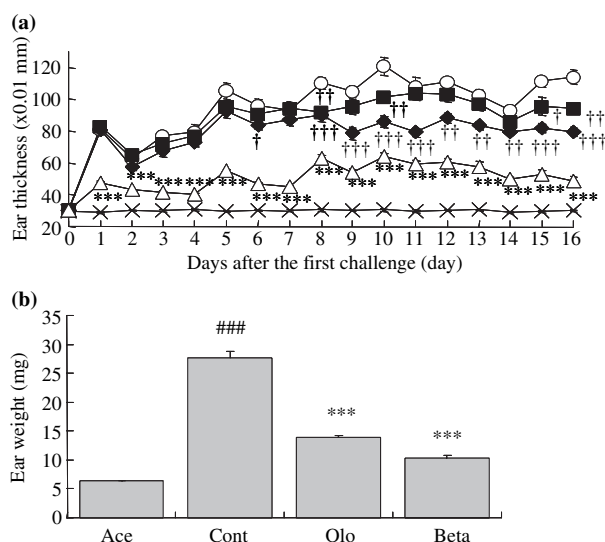 (a)
Ear thickness (x0.01 mm)
120
100
80
60
40
20
†† †† † ††
† ††† ††† ††† ††† †† †† †† ††† †††
*** *** *** *** *** *** *** *** *** *** *** *** *** *** ***
0 1 2 3 4 5 6 7 8 9 10 11 12 13 14 15 16
Days after the first challenge (day)
(b)
Ear weight (mg)
35
30
25
20
15
10
5
0
###
*** ***
Ace Cont Olo Beta